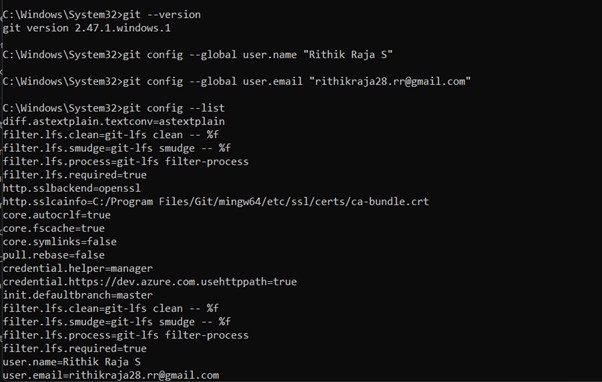 C:\Windows\System32>git --version
git version 2.47.1.windows.1
C:\Windows\System32>git config --global user.name "Rithik Raja S"
C:\Windows\System32>git config --global user.email "rithikraja28.rr@gmail.com"
C:\Windows\System32>git config --list
diff.astextplain.textconv=astextplain
filter.lfs.clean=git-lfs clean -- %f
filter.lfs.smudge=git-lfs smudge -- %f
filter.lfs.process=git-lfs filter-process
filter.lfs.required=true
http.sslbackend=openssl
http.sslcainfo=C:/Program Files/Git/mingw64/etc/ssl/certs/ca-bundle.crt
core.autocrlf=true
core.fscache=true
core.symlinks=false
pull.rebase=false
credential.helper=manager
credential.https://dev.azure.com.usehttppath=true
init.defaultbranch=master
filter.lfs.clean=git-lfs clean -- %f
filter.lfs.smudge=git-lfs smudge -- %f
filter.lfs.process=git-lfs filter-process
filter.lfs.required=true
user.name=Rithik Raja S
user.email=rithikraja28.rr@gmail.com